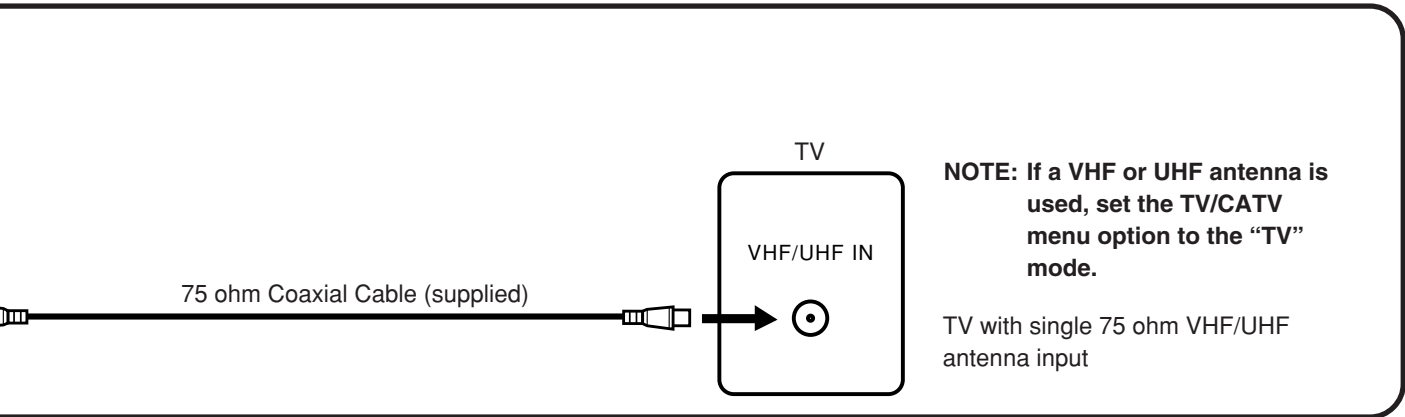 TV
VHF/UHF IN
75 ohm Coaxial Cable (supplied)
NOTE: If a VHF or UHF antenna is
used, set the TV/CATV
menu option to the “TV”
mode.
TV with single 75 ohm VHF/UHF
antenna input